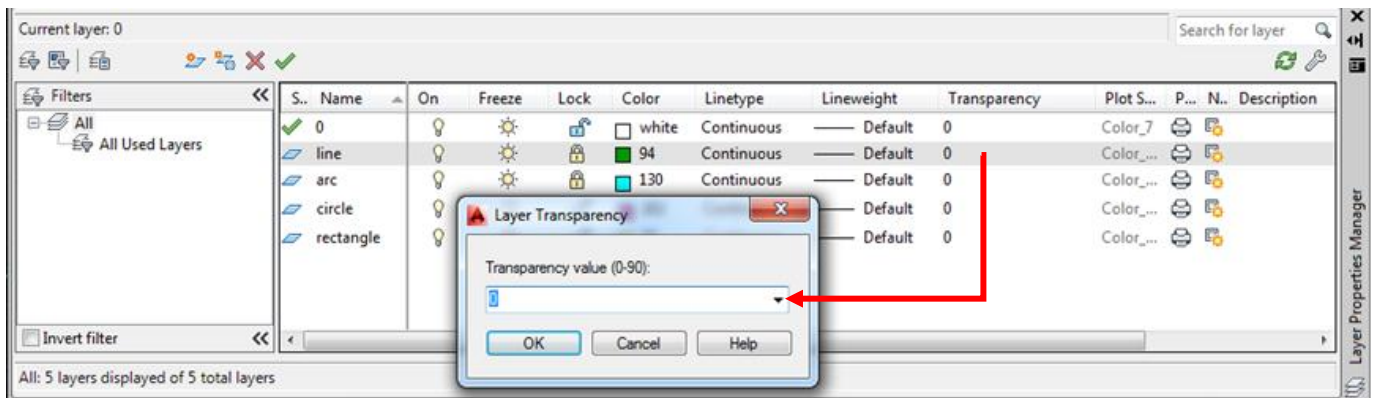 Current layer: 0
Search for layer
Filters
S.. Name On Freeze Lock Color Linetype Lineweight Transparency Plot S... P... N.. Description
All
All Used Layers
0 white Continuous Default 0 Color_7
line 94 Continuous Default 0 Color_...
arc 130 Continuous Default 0 Color_...
circle Default 0 Color_...
rectangle Default 0 Color_...
Layer Transparency
Transparency value (0-90):
0
OK Cancel Help
Invert filter
All: 5 layers displayed of 5 total layers
Layer Properties Manager